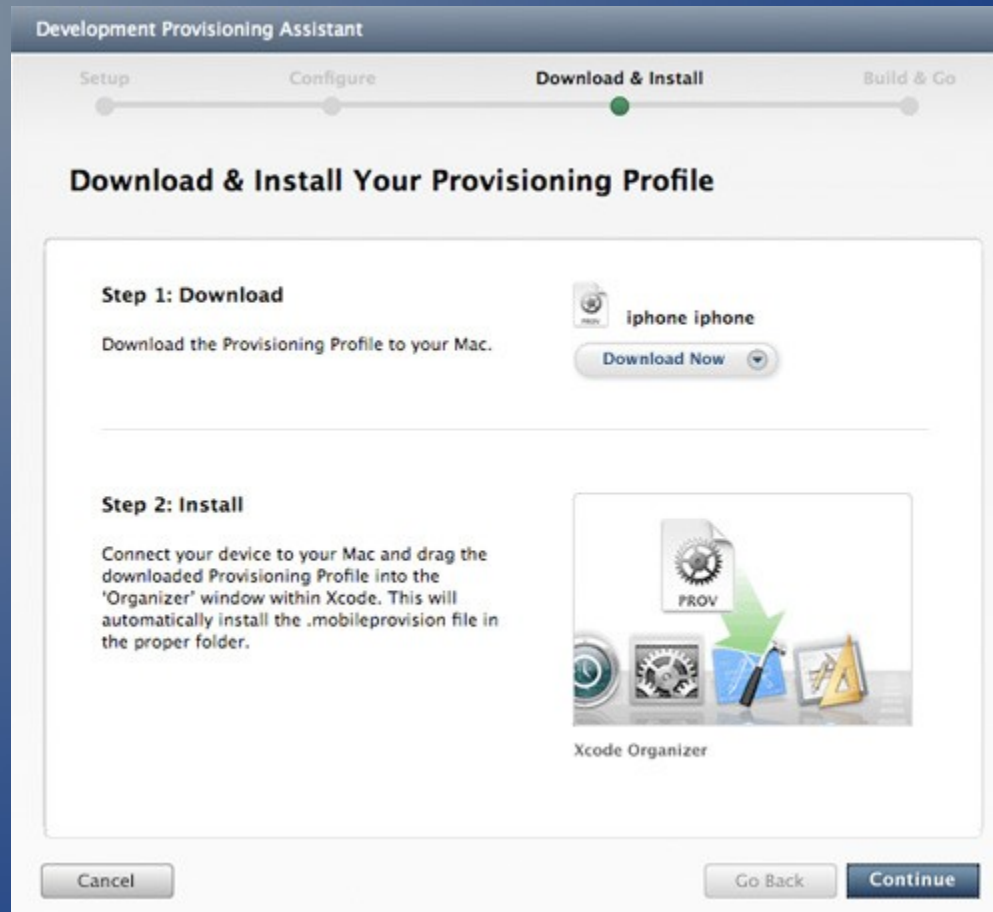 Development Provisioning Assistant
Setup
Configure
Download & Install
Build & Go
Download & Install Your Provisioning Profile
Step 1: Download
Download the Provisioning Profile to your Mac.
PROV
iphone iphone
Download Now
Step 2: Install
Connect your device to your Mac and drag the
downloaded Provisioning Profile into the
'Organizer' window within Xcode. This will
automatically install the .mobileprovision file in
the proper folder.
PROV
Xcode Organizer
Cancel
Go Back
Continue